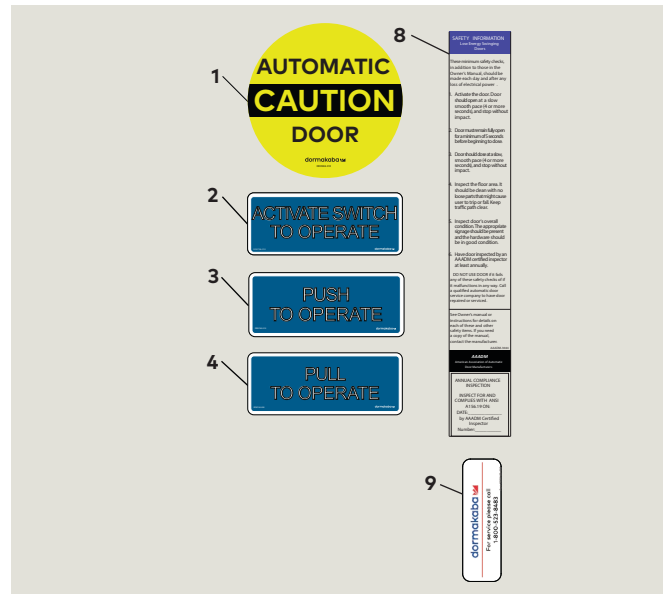 1
AUTOMATIC
CAUTION
DOOR
dormakaba
2
ACTIVATE SWITCH
TO OPERATE
dormakaba
3
PUSH
TO OPERATE
dormakaba
4
PULL
TO OPERATE
dormakaba
8
SAFETY INFORMATION
Low Energy Swinging
Doors
These minimum safety checks,
in addition to those in the
Owner's Manual, should be
made each day and after any
loss of electrical power .
1. Activate the door. Door
should open at a slow
smooth pace (4 or more
seconds), and stop without
impact.
2. Door must remain fully open
for a minimum of 5 seconds
before beginning to close
3. Door should close at a slow,
smooth pace (4 or more
seconds), and stop without
impact.
4. Inspect the floor area. It
should be clean with no
loose parts that might cause
user to trip or fall. Keep
traffic path clear.
5. Inspect door's overall
condition. The appropriate
signage should be present
and the hardware should
be in good condition.
6. Have door inspected by an
AAADM certified inspector
at least annually.
DO NOT USE DOOR if it fails
any of these safety checks of if
it malfunctions in any way. Call
a qualified automatic door
service company to have door
repaired or serviced.
See Owner's manual or
instructions for details on
each of these and other
safety items. If you need
a copy of the manual,
contact the manufacturer.
AAADM
American Association of Automatic
Door Manufacturers
ANNUAL COMPLIANCE
INSPECTION
INSPECT FOR AND
COMPLIES WITH ANSI
A156.19 ON:
DATE:______________
by AAADM Certified
Inspector
Number:__________
9
dormakaba
For service please call
1-800-523-8483